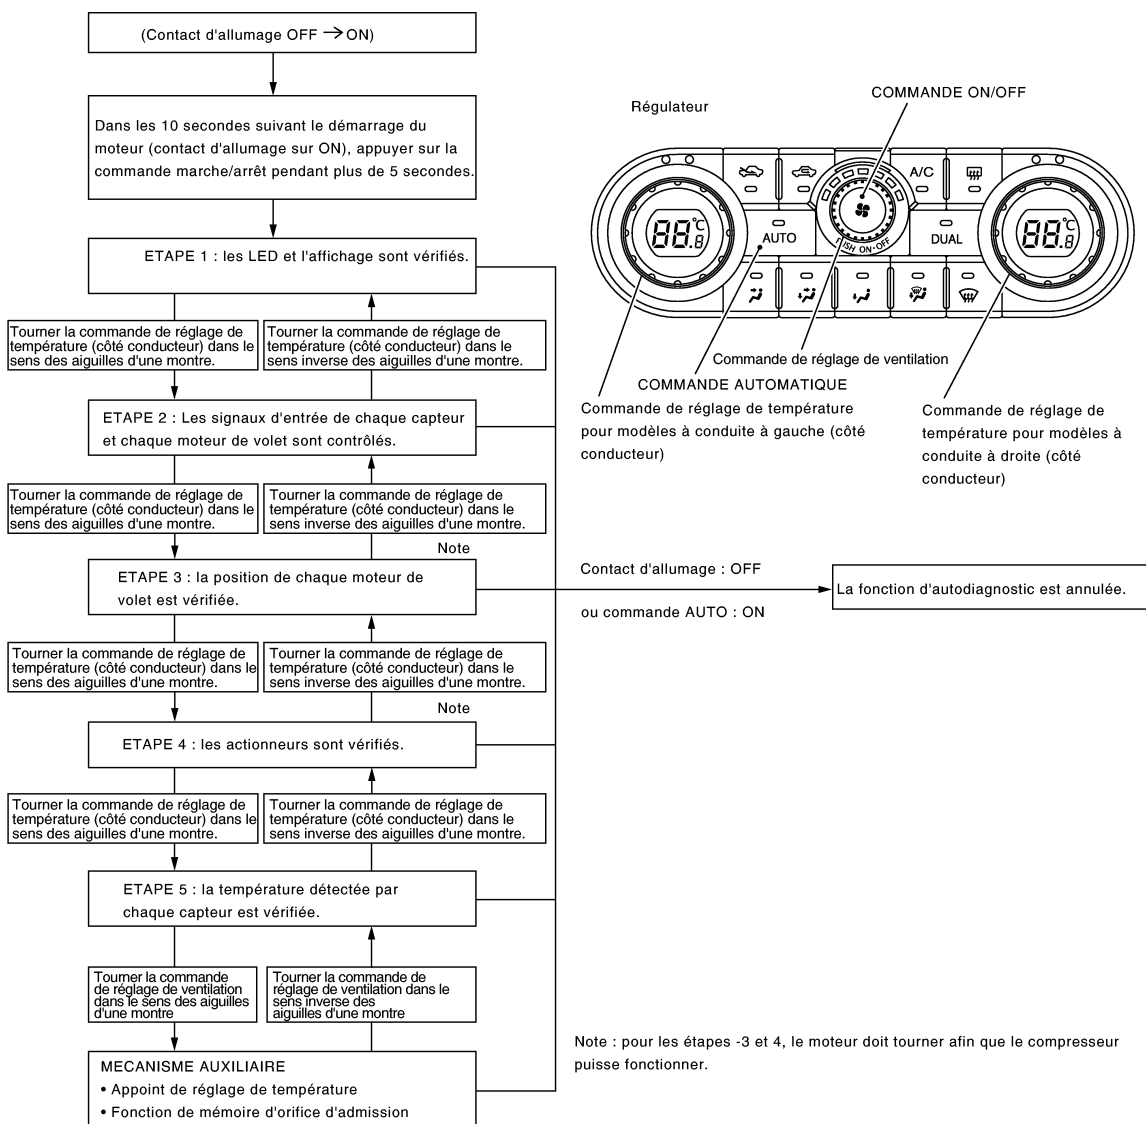 (Contact d'allumage OFF → ON)
Dans les 10 secondes suivant le démarrage du
moteur (contact d'allumage sur ON), appuyer sur la
commande marche/arrêt pendant plus de 5 secondes.
ETAPE 1 : les LED et l'affichage sont vérifiés.
Tourner la commande de réglage de
température (côté conducteur) dans le
sens des aiguilles d'une montre.
Tourner la commande de réglage de
température (côté conducteur) dans le
sens inverse des aiguilles d'une montre.
ETAPE 2 : Les signaux d'entrée de chaque capteur
et chaque moteur de volet sont contrôlés.
Tourner la commande de réglage de
température (côté conducteur) dans le
sens des aiguilles d'une montre.
Tourner la commande de réglage de
température (côté conducteur) dans le
sens inverse des aiguilles d'une montre.
Note
ETAPE 3 : la position de chaque moteur de
volet est vérifiée.
Tourner la commande de réglage de
température (côté conducteur) dans le
sens des aiguilles d'une montre.
Tourner la commande de réglage de
température (côté conducteur) dans le
sens inverse des aiguilles d'une montre.
Note
ETAPE 4 : les actionneurs sont vérifiés.
Tourner la commande de réglage de
température (côté conducteur) dans le
sens des aiguilles d'une montre.
Tourner la commande de réglage de
température (côté conducteur) dans le
sens inverse des aiguilles d'une montre.
ETAPE 5 : la température détectée par
chaque capteur est vérifiée.
Tourner la commande
de réglage de ventilation
dans le sens des aiguilles
d'une montre
Tourner la commande de
réglage de ventilation dans le
sens inverse des
aiguilles d'une montre
MECANISME AUXILIAIRE
• Appoint de réglage de température
• Fonction de mémoire d'orifice d'admission
Régulateur
COMMANDE ON/OFF
A/C
88.8 °C
AUTO
USH ON·OFF
DUAL
88.8 °C
Commande de réglage de ventilation
COMMANDE AUTOMATIQUE
Commande de réglage de température
pour modèles à conduite à gauche (côté
conducteur)
Commande de réglage de
température pour modèles à
conduite à droite (côté
conducteur)
Contact d'allumage : OFF
ou commande AUTO : ON
La fonction d'autodiagnostic est annulée.
Note : pour les étapes -3 et 4, le moteur doit tourner afin que le compresseur
puisse fonctionner.